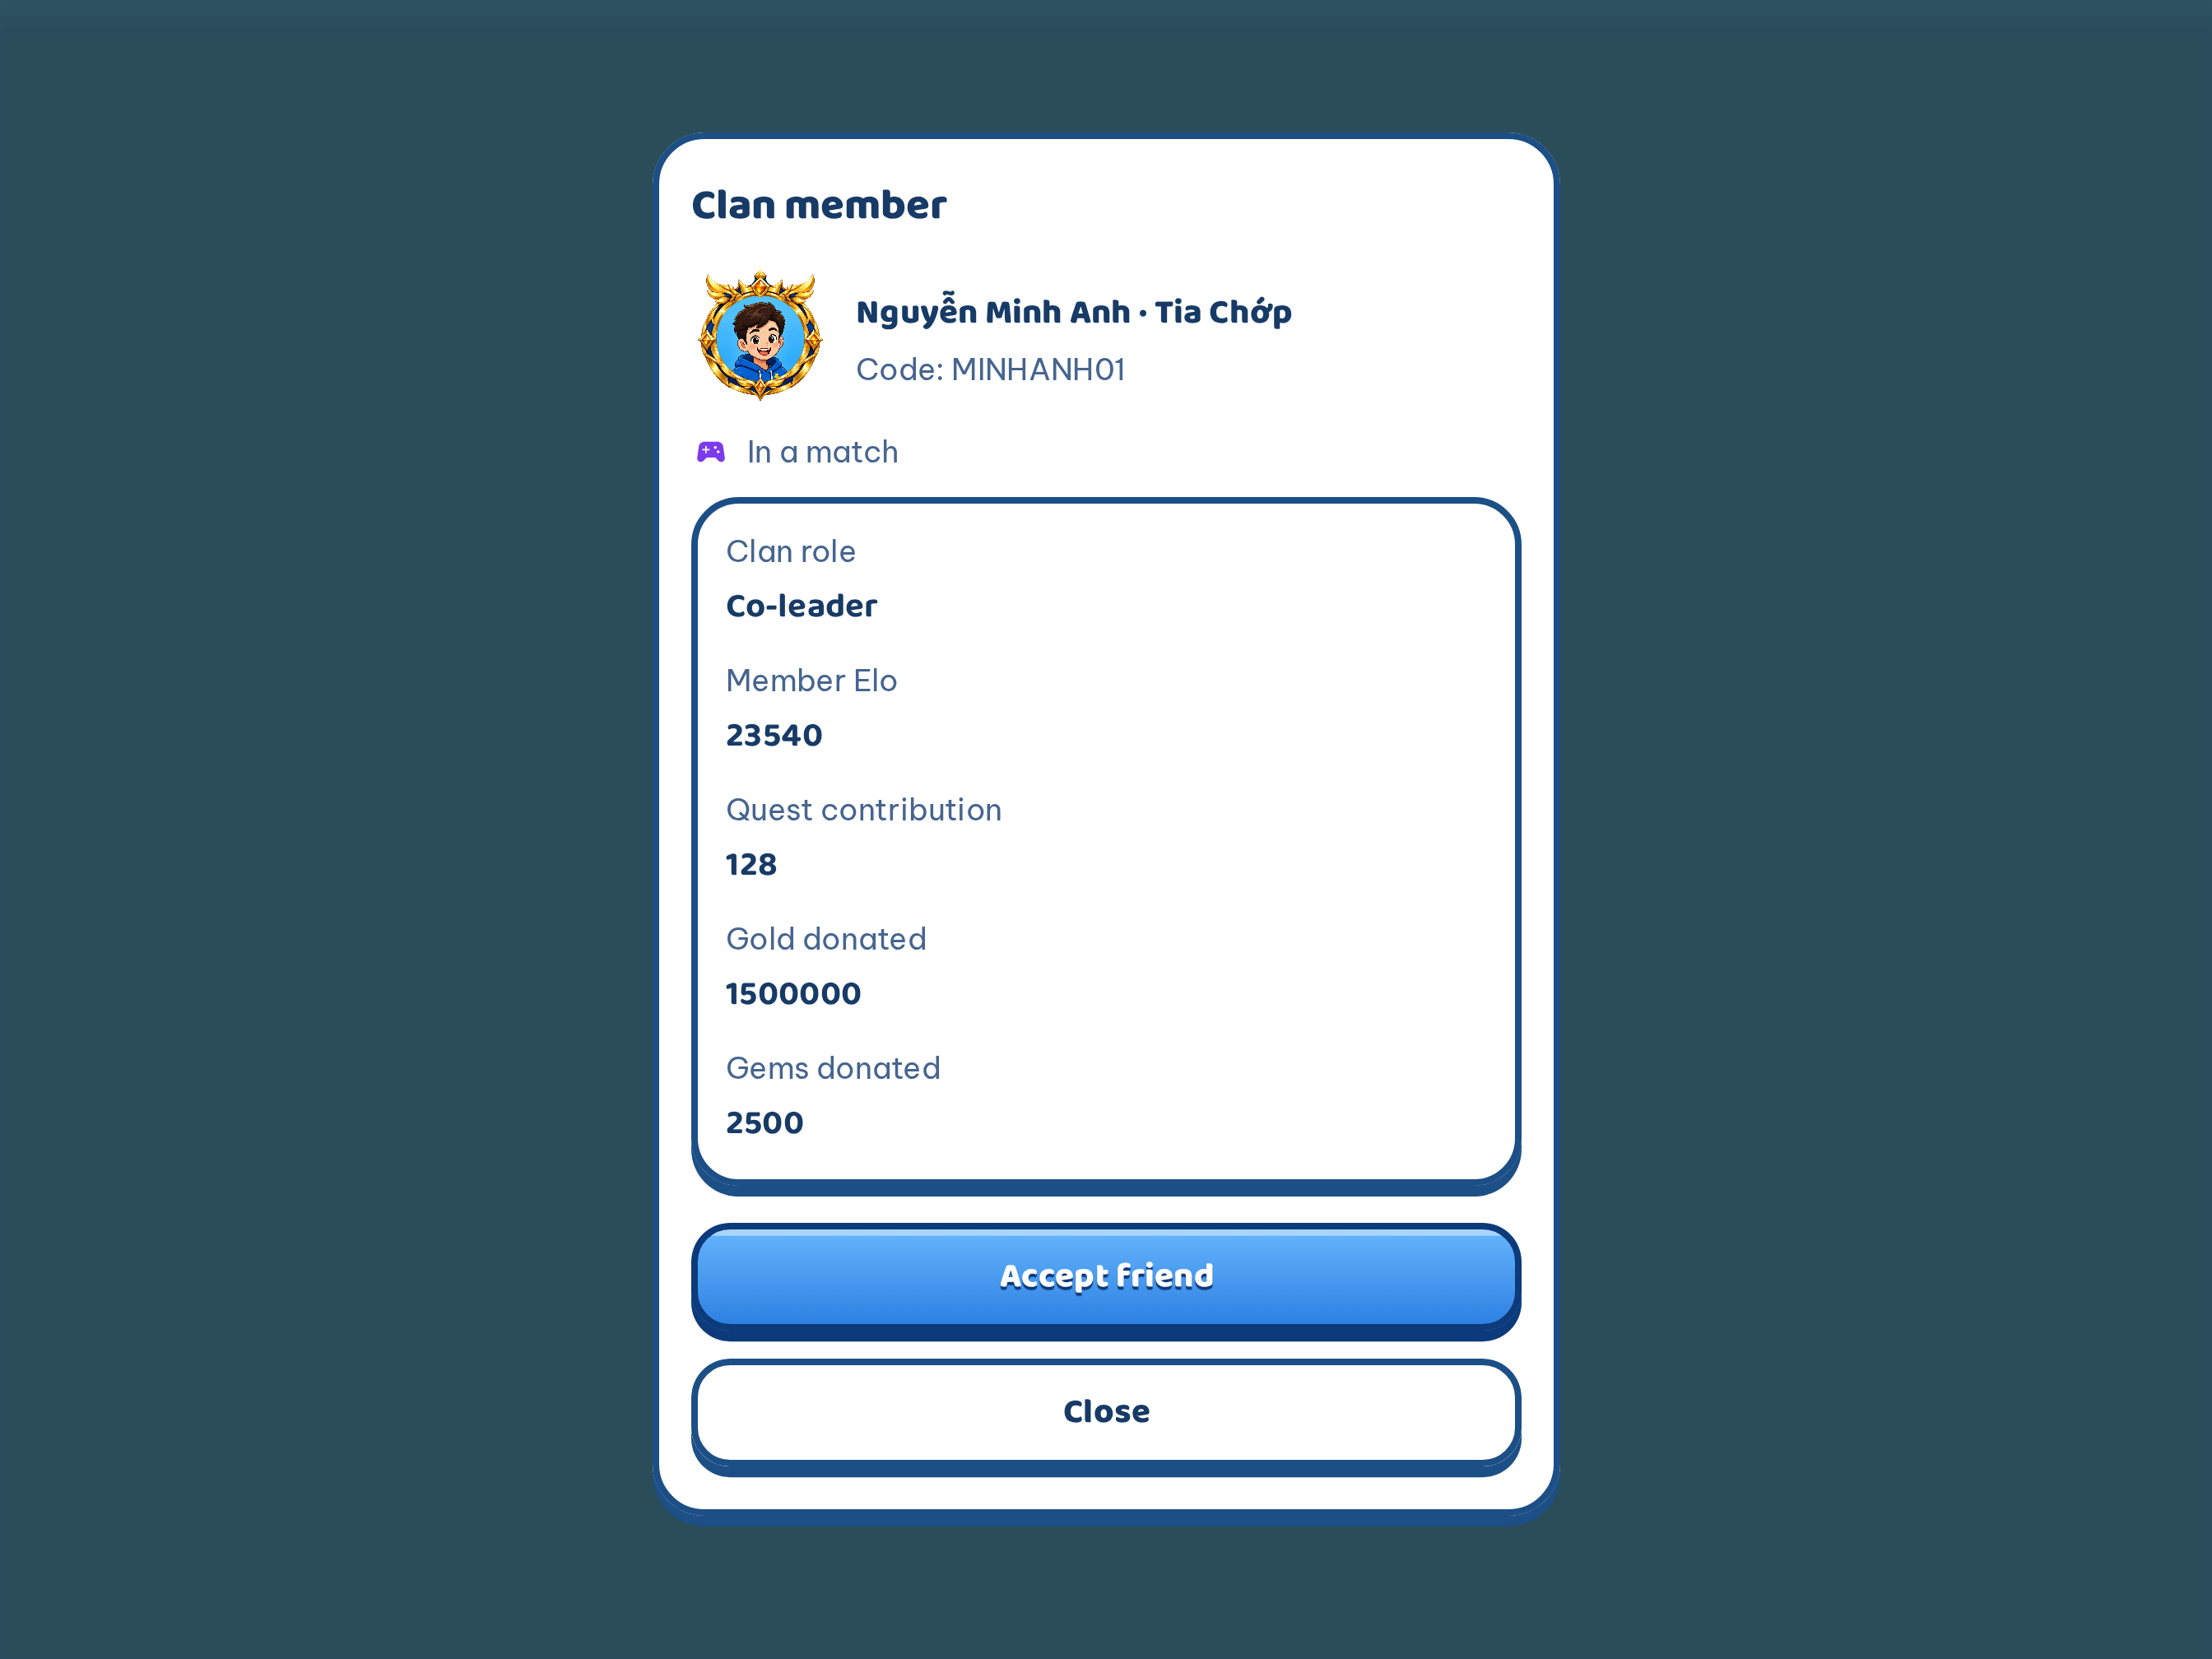 Clan member
Nguyễn Minh Anh • Tia Chớp
Code: MINHANH01
In a match
Clan role
Co-leader
Member Elo
23540
Quest contribution
128
Gold donated
1500000
Gems donated
2500
Accept friend
Close